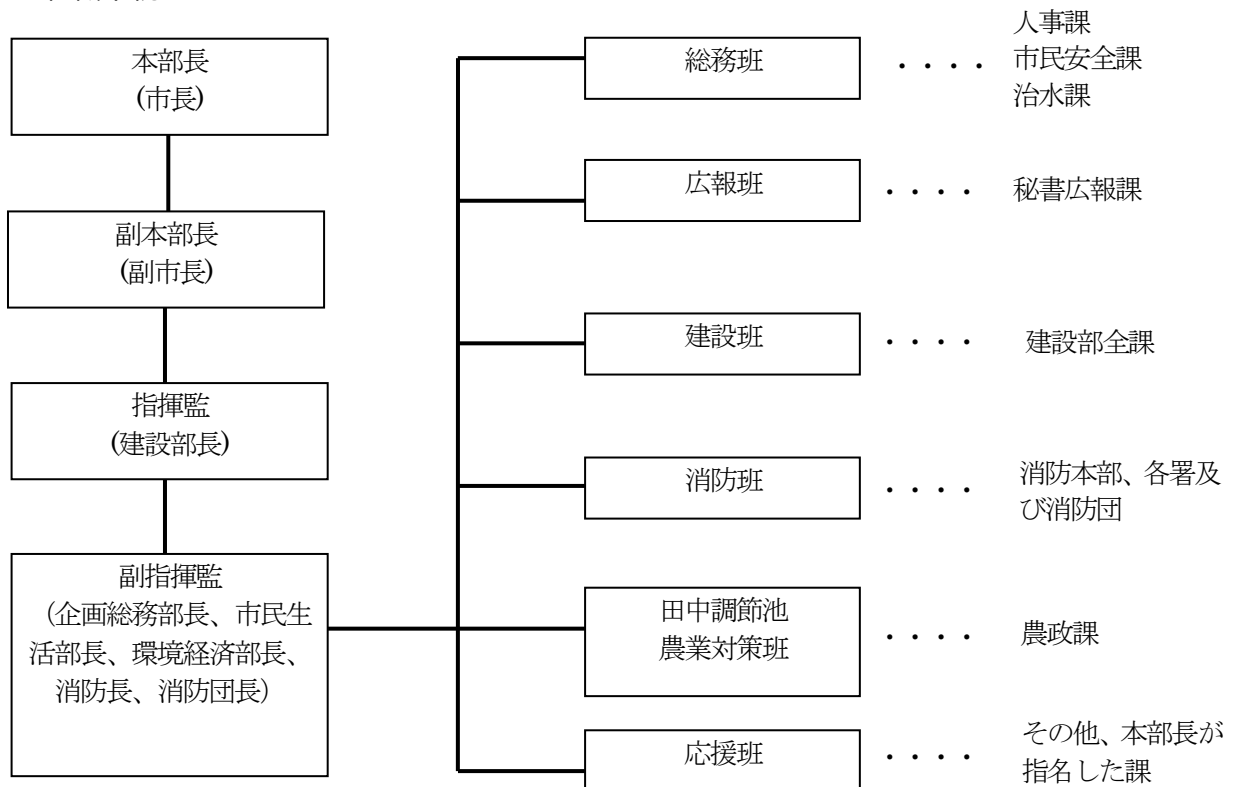 本部長
(市長)
副本部長
(副市長)
指揮監
(建設部長)
副指揮監
(企画総務部長、市民生
活部長、環境経済部長、
消防長、消防団長)
総務班
・・・・
人事課
市民安全課
治水課
広報班
・・・・
秘書広報課
建設班
・・・・
建設部全課
消防班
・・・・
消防本部、各署及
び消防団
田中調節池
農業対策班
・・・・
農政課
応援班
・・・・
その他、本部長が
指名した課